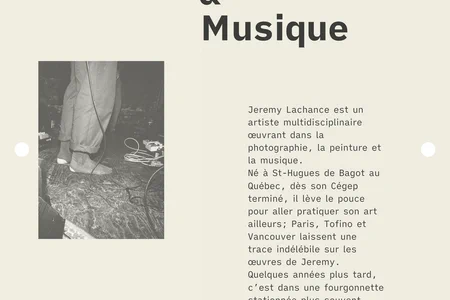 &
Musique
Jeremy Lachance est un
artiste multidisciplinaire
œuvrant dans la
photographie, la peinture et
la musique.
Né à St-Hugues de Bagot au
Québec, dès son Cégep
terminé, il lève le pouce
pour aller pratiquer son art
ailleurs; Paris, Tofino et
Vancouver laissent une
trace indélébile sur les
œuvres de Jeremy.
Quelques années plus tard,
c’est dans une fourgonnette
stationnée plus souvent